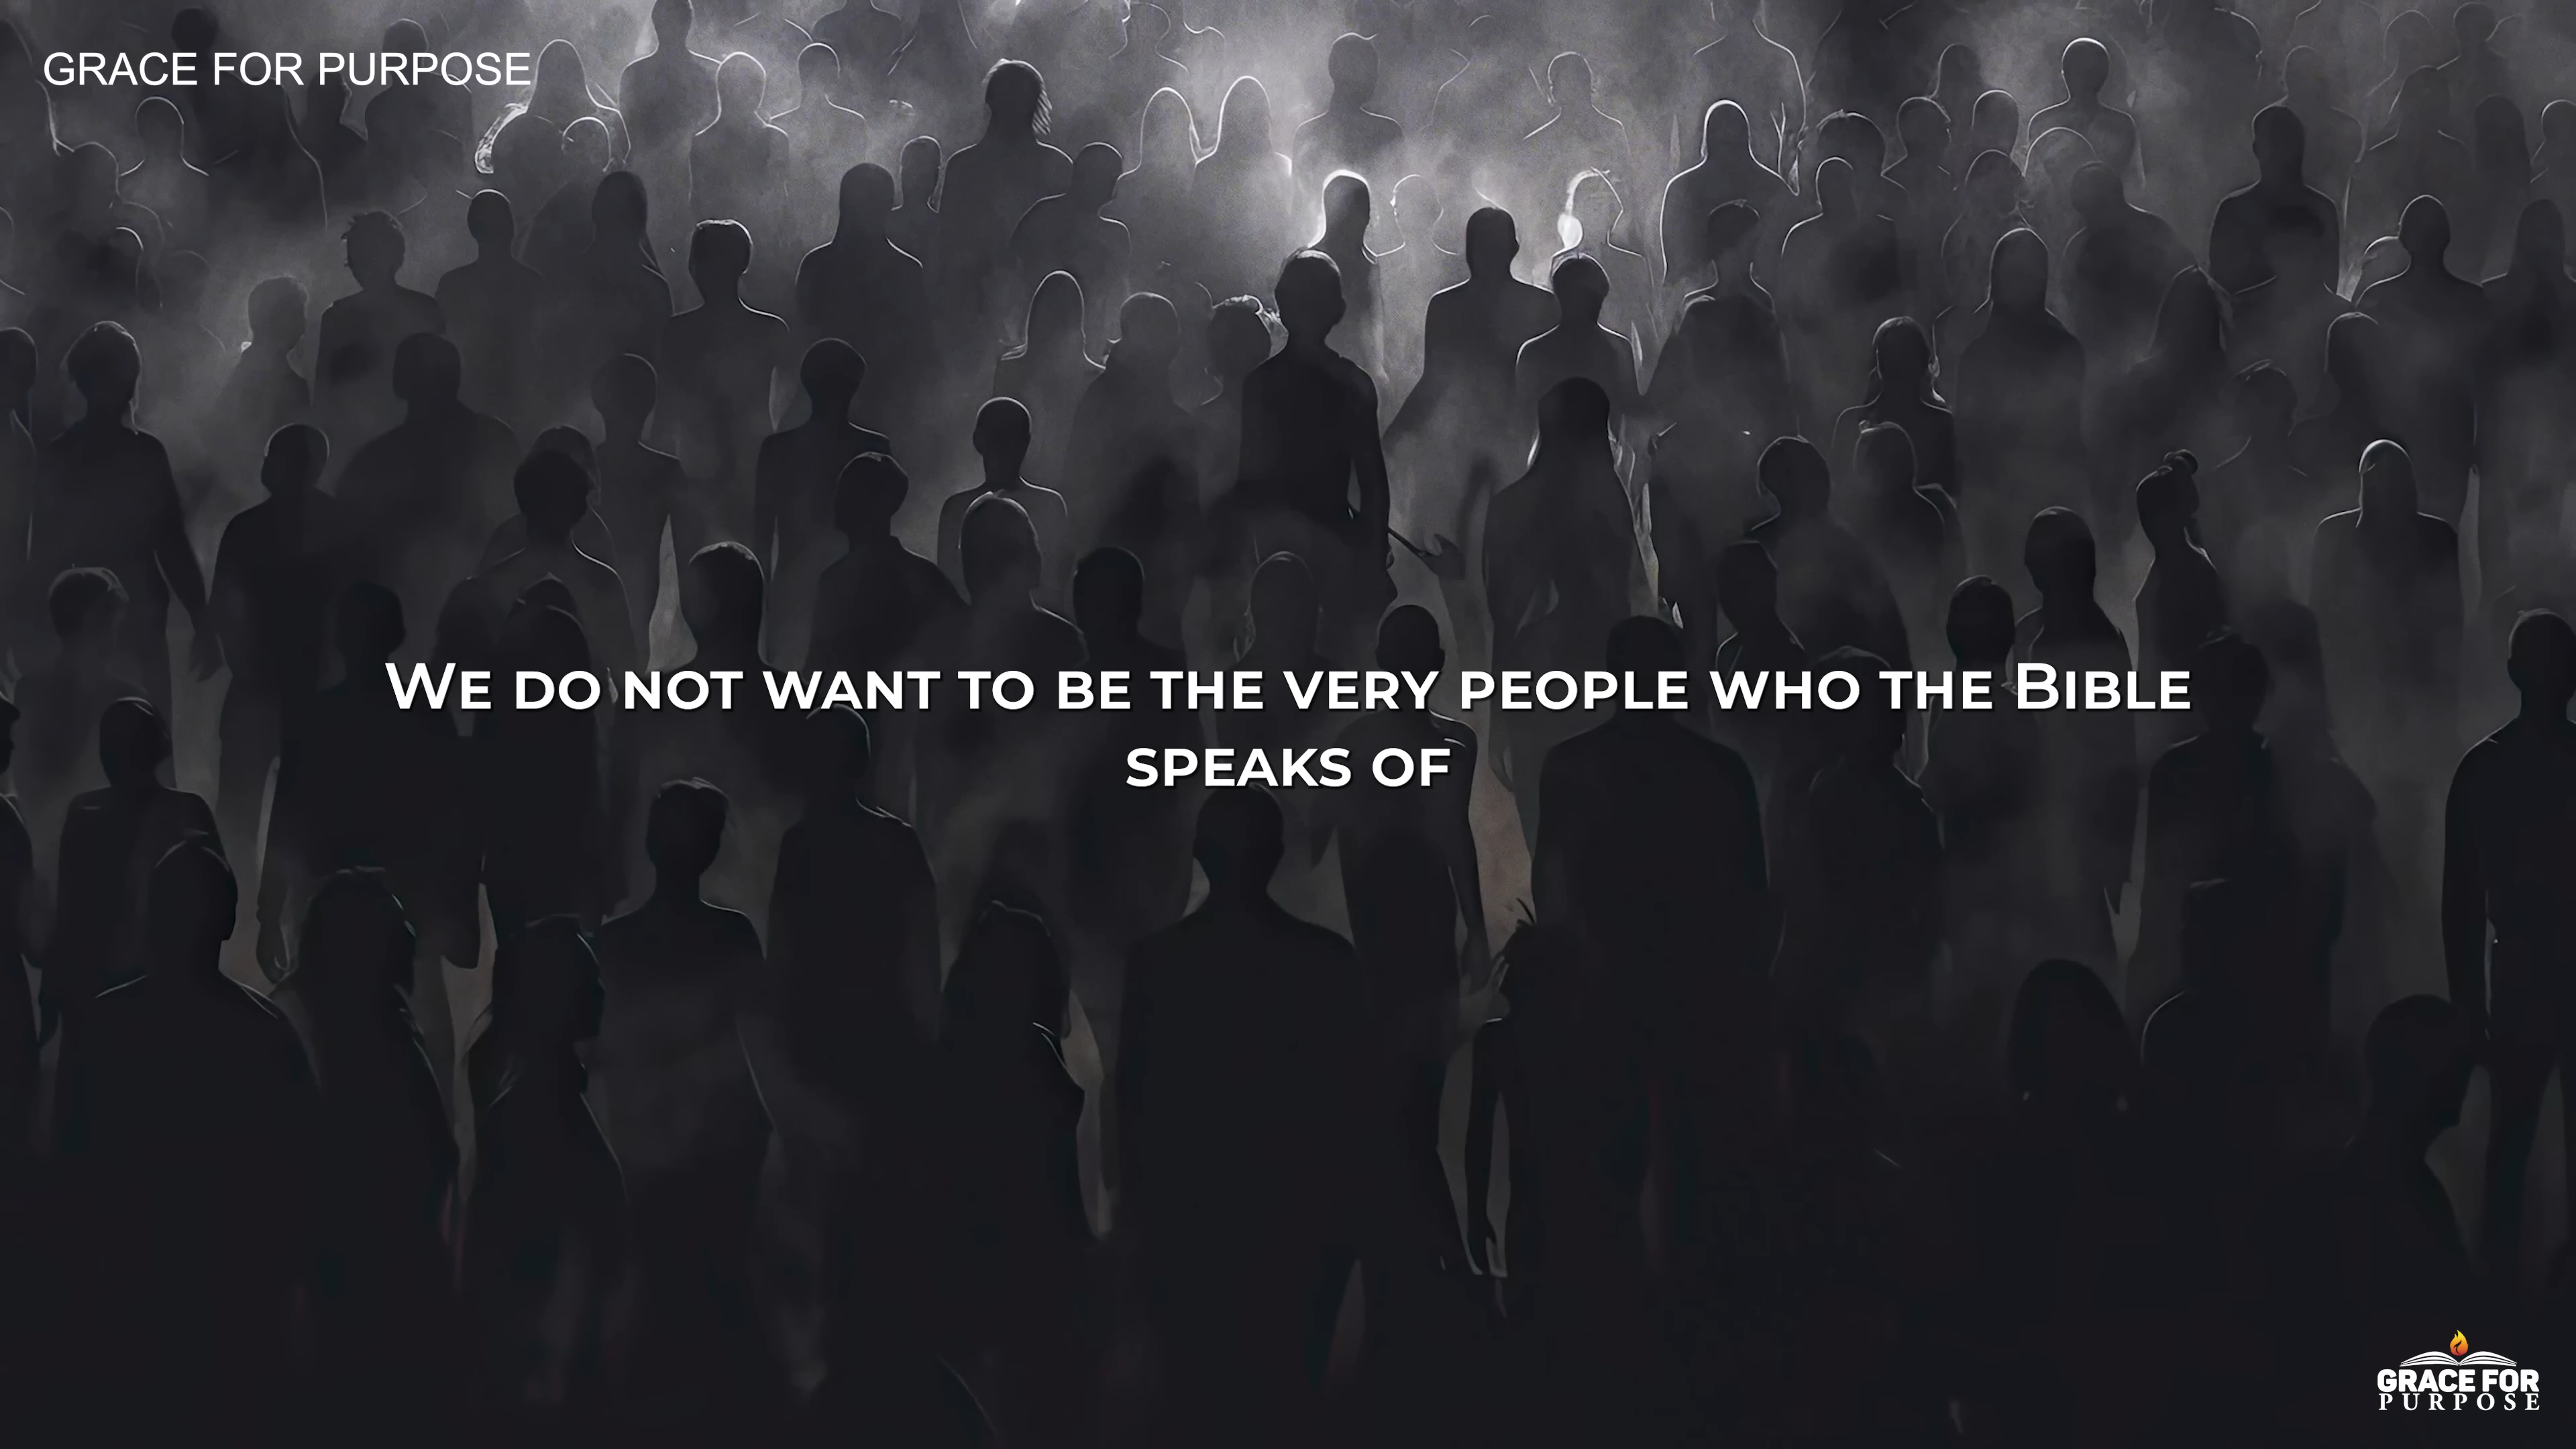 GRACE FOR PURPOSE
WE DO NOT WANT TO BE THE VERY PEOPLE WHO THE BIBLE
SPEAKS OF
GRACE FOR
PURPOSE